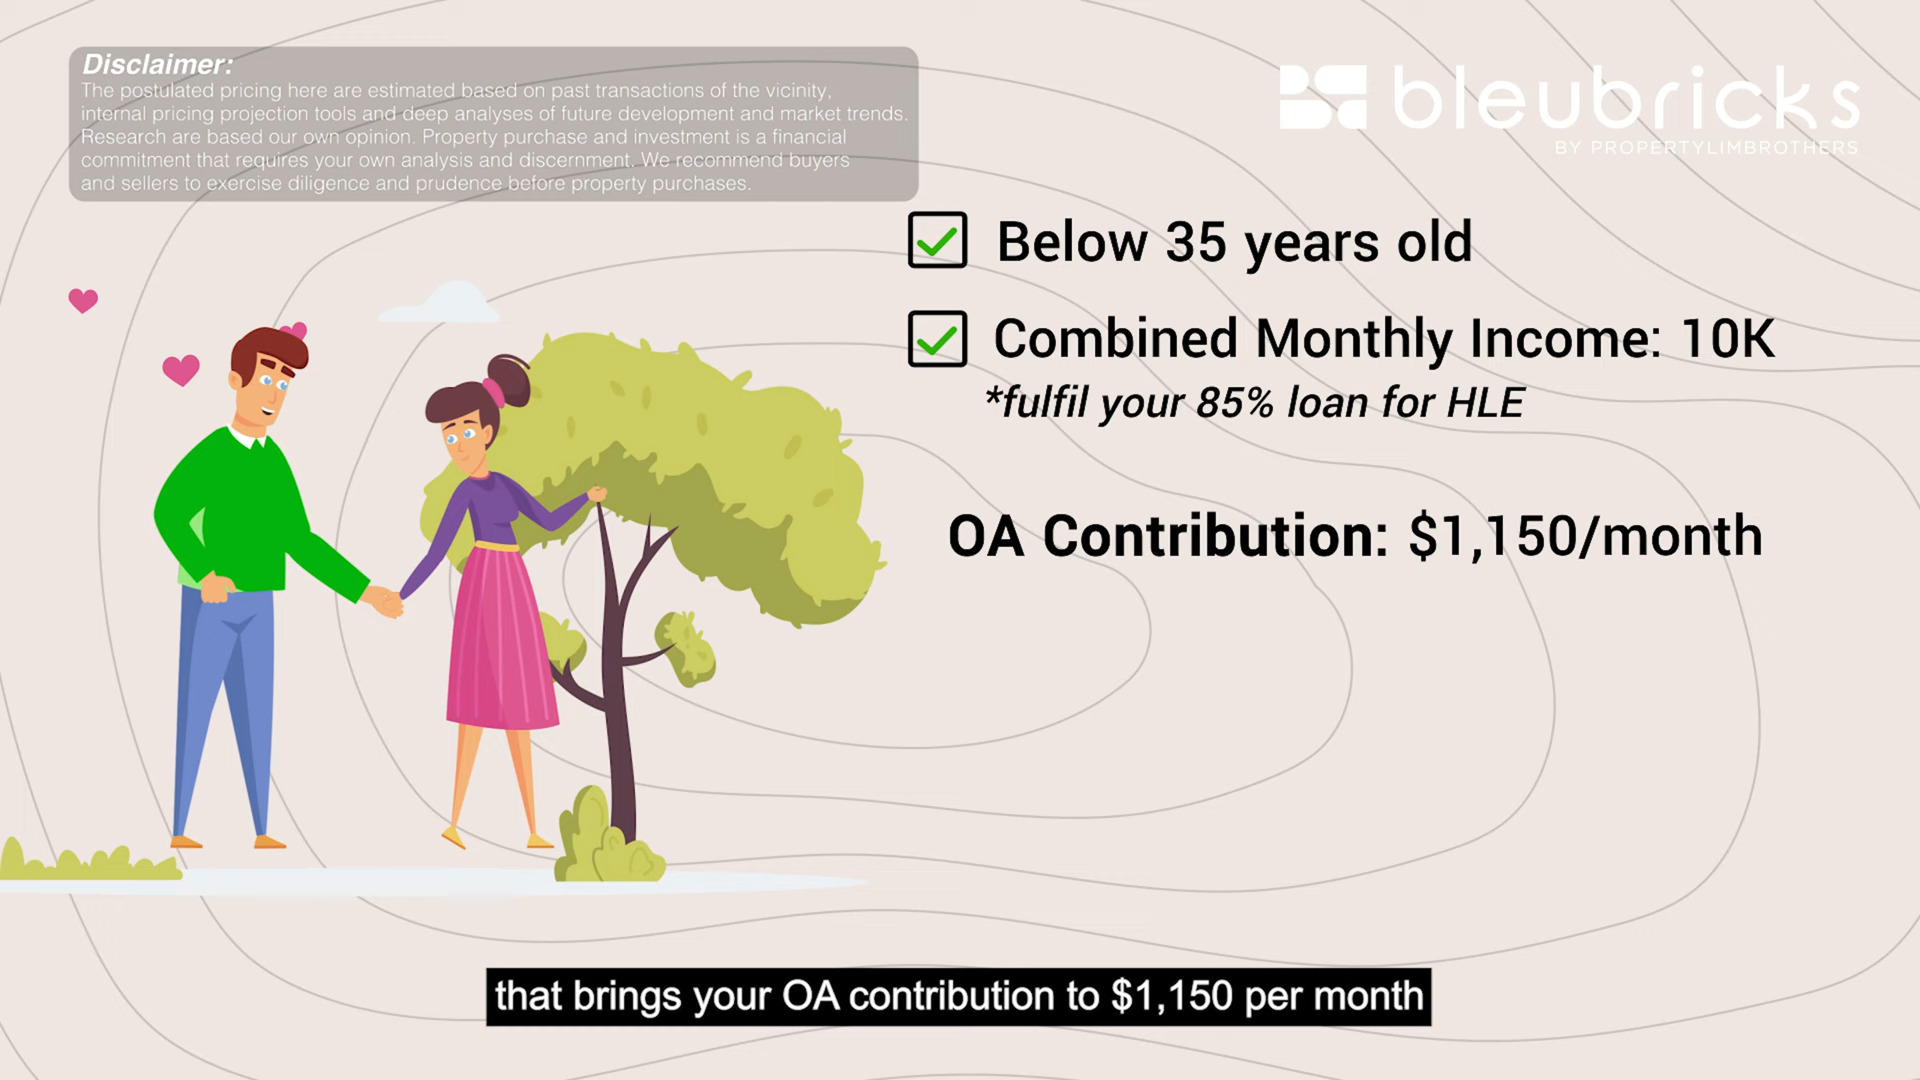 Disclaimer:
The postulated pricing here are estimated based on past transactions of the vicinity,
internal pricing projection tools and deep analyses of future development and market trends.
Research are based our own opinion. Property purchase and investment is a financial
commitment that requires your own analysis and discernment. We recommend buyers
and sellers to exercise diligence and prudence before property purchases.
bleubricks
BY PROPERTYLIMBROTHERS
Below 35 years old
Combined Monthly Income: 10K
*fulfil your 85% loan for HLE
OA Contribution: $1,150/month
that brings your OA contribution to $1,150 per month